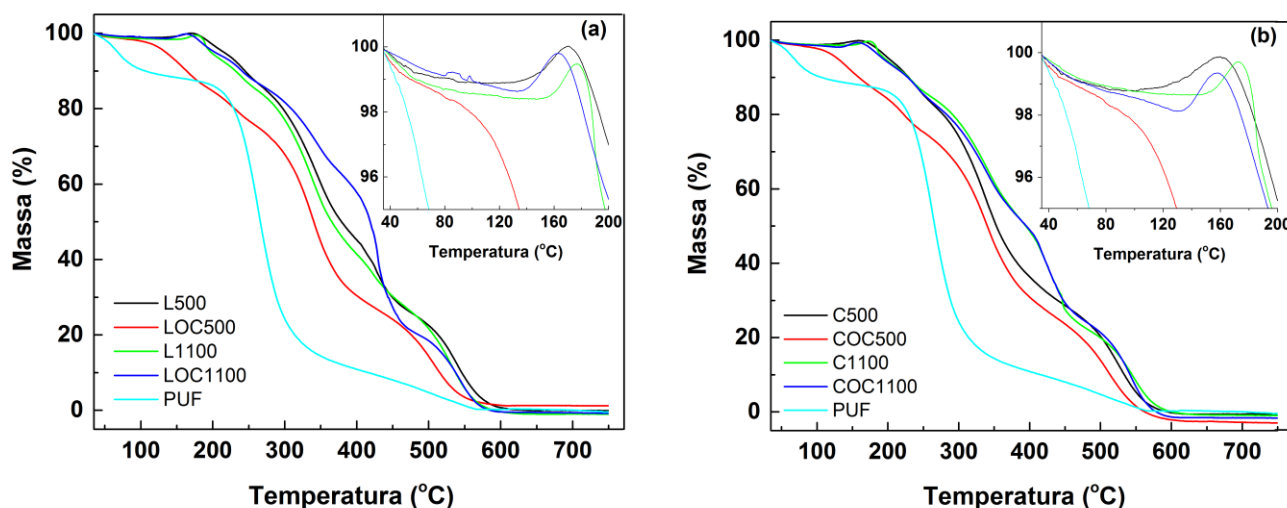 (a)
100
80
60
40
20
0
Massa (%)
100
98
96
40 80 120 160 200
Temperatura (°C)
L500
LOC500
L1100
LOC1100
PUF
100 200 300 400 500 600 700
Temperatura (°C)
(b)
100
80
60
40
20
0
Massa (%)
100
98
96
40 80 120 160 200
Temperatura (°C)
C500
COC500
C1100
COC1100
PUF
100 200 300 400 500 600 700
Temperatura (°C)